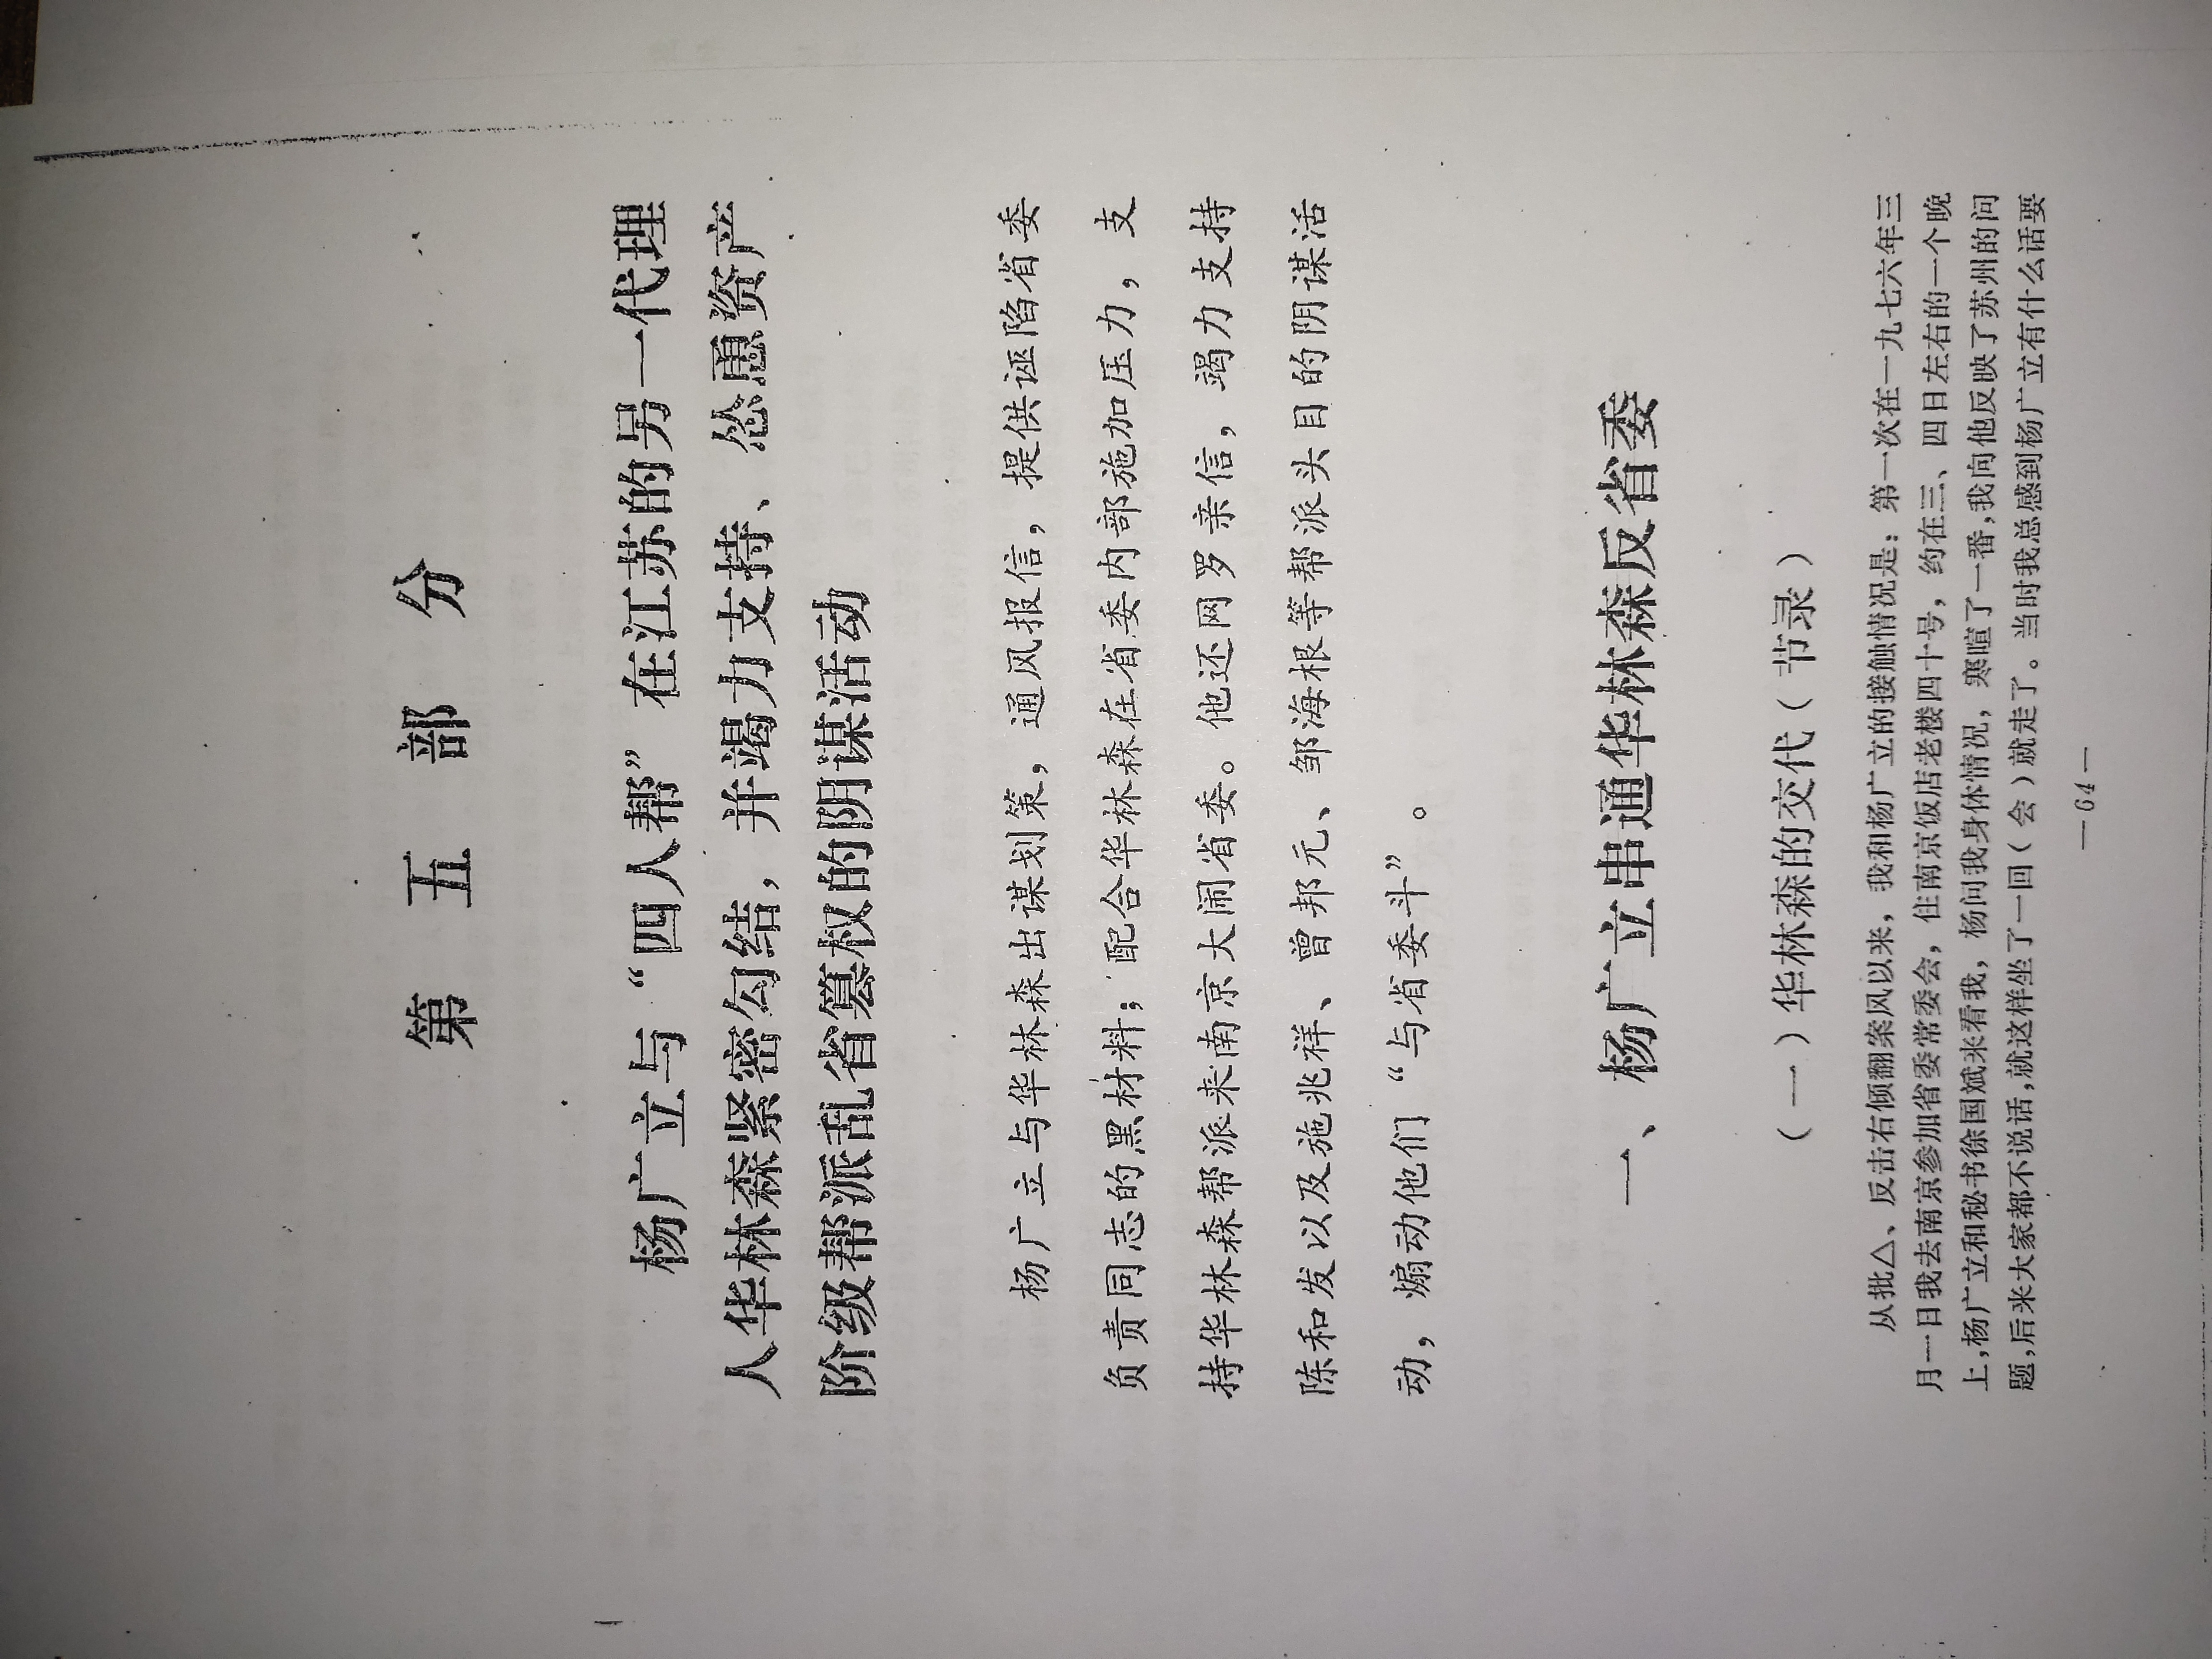 第五部分
杨广立与“四人帮”在江苏的另一代理
人华林森紧密勾结，并竭力支持、怂恿资产
阶级帮派乱省篡权的阴谋活动
杨广立与华林森出谋划策，通风报信，提供诬陷省委
负责同志的黑材料；配合华林森在省委内部施加压力，支
持华林森帮派来南京大闹省委。他还网罗亲信，竭力支持
陈和发以及施兆祥、曾邦元、邹海根等帮派头目的阴谋活
动，煽动他们“与省委斗”。
一、杨广立串通华林森反省委
（一）华林森的交代（节录）
从批△、反击右倾翻案风以来，我和杨广立的接触情况是：第一次在一九七六年三
月一日我去南京参加省委常委会，住南京饭店老楼四十号，约在三、四日左右的一个晚
上，杨广立和秘书徐国斌来看我，杨问我身体情况，寒喧了一番，我向他反映了苏州的问
题，后来大家都不说话，就这样坐了一回（会）就走了。当时我总感到杨广立有什么话要
—64—